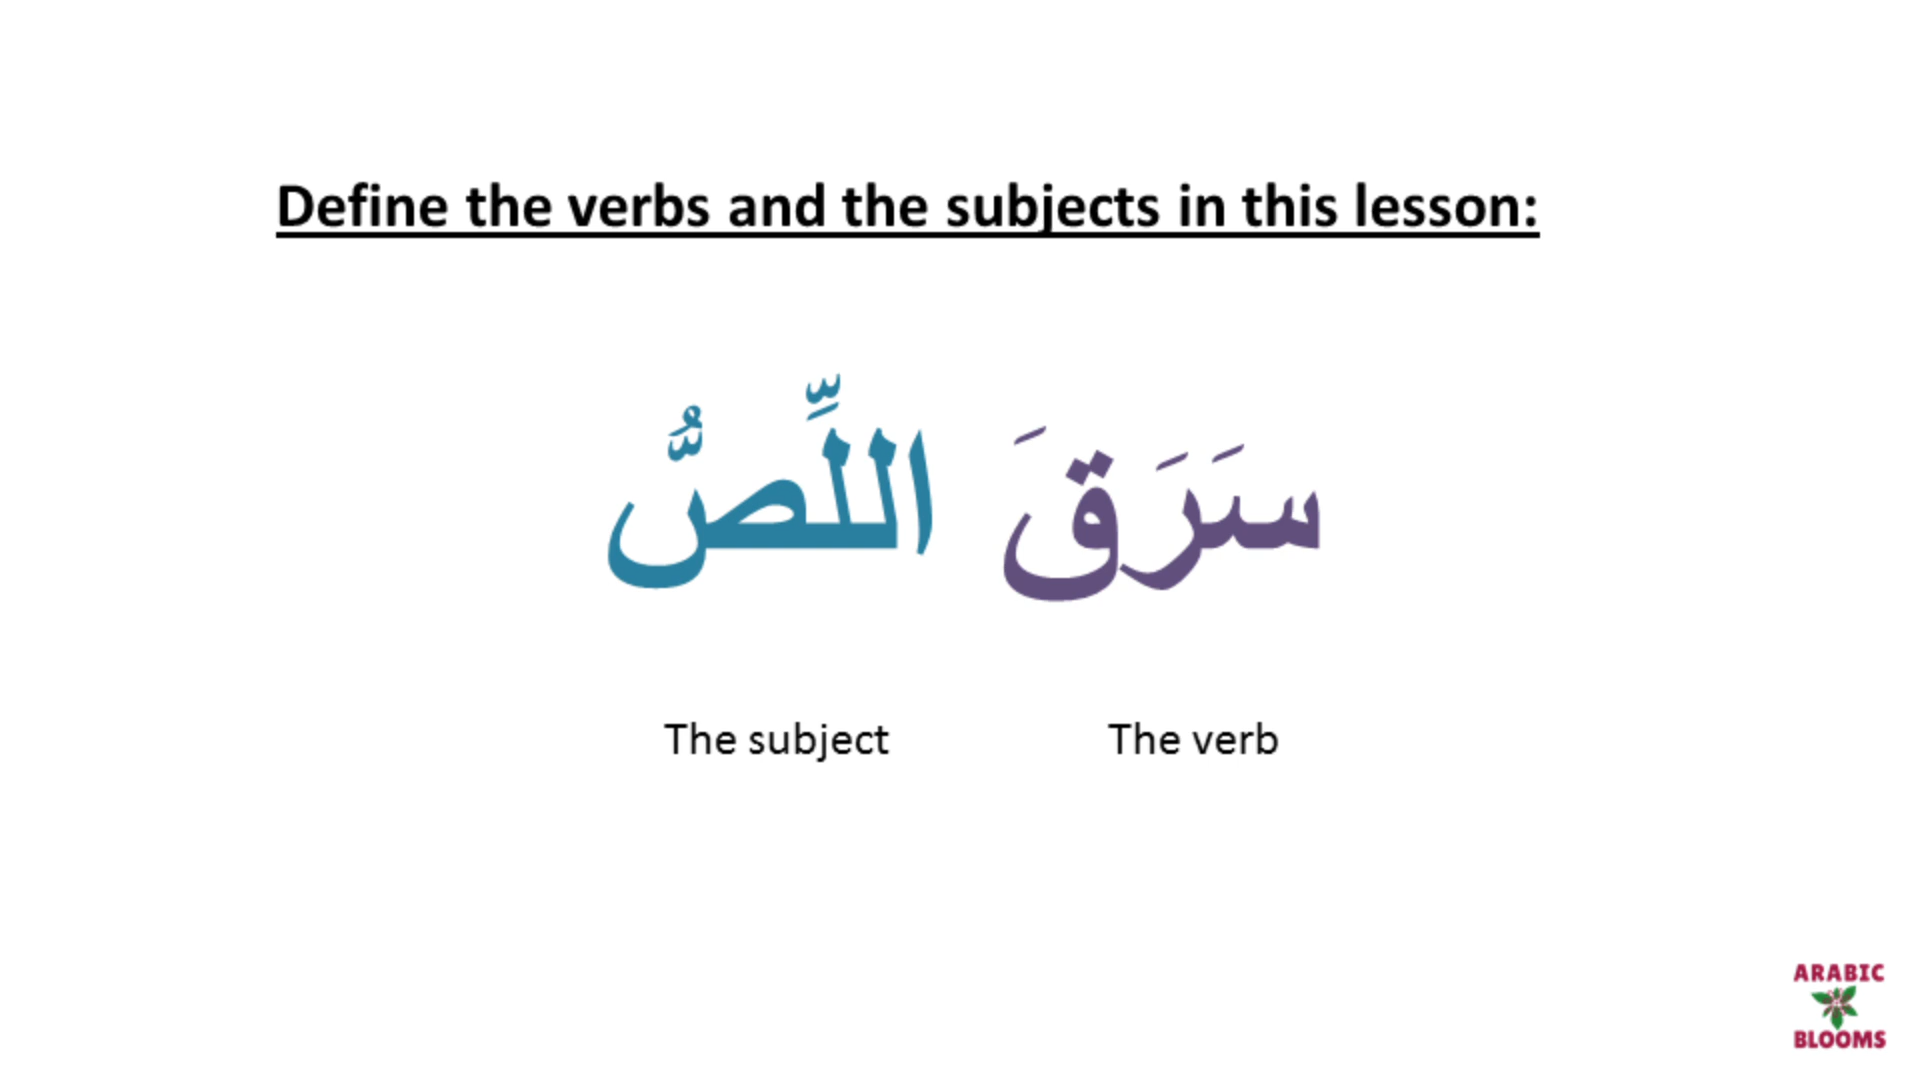 Define the verbs and the subjects in this lesson:
سَرَقَ اللِّصُّ
The subject The verb
ARABIC
BLOOMS